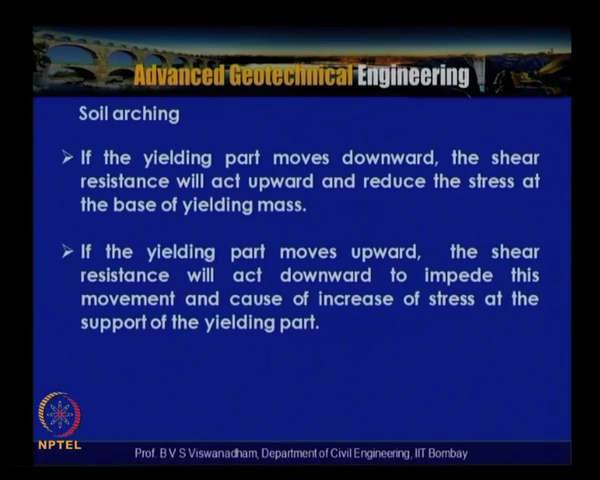 Advanced Geotechnical Engineering
Soil arching
➢ If the yielding part moves downward, the shear
resistance will act upward and reduce the stress at
the base of yielding mass.
➢ If the yielding part moves upward, the shear
resistance will act downward to impede this
movement and cause of increase of stress at the
support of the yielding part.
NPTEL
Prof. B V S Viswanadham, Department of Civil Engineering, IIT Bombay